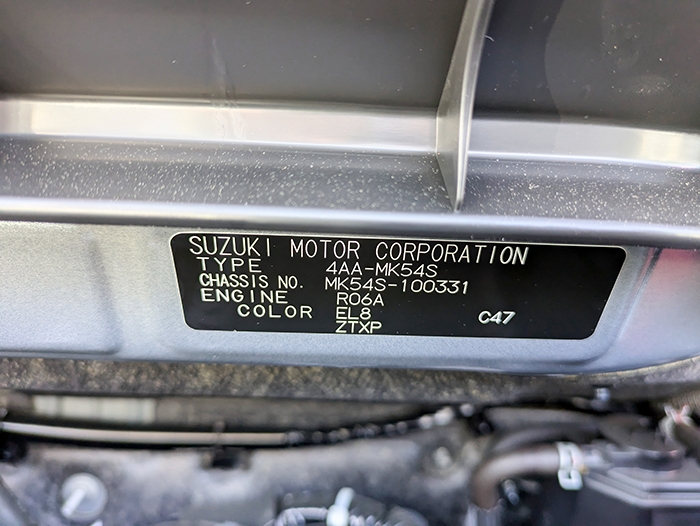 SUZUKI MOTOR CORPORATION
TYPE 4AA-MK54S
CHASSIS NO. MK54S-100331
ENGINE R06A
COLOR EL8 C47
ZTXP